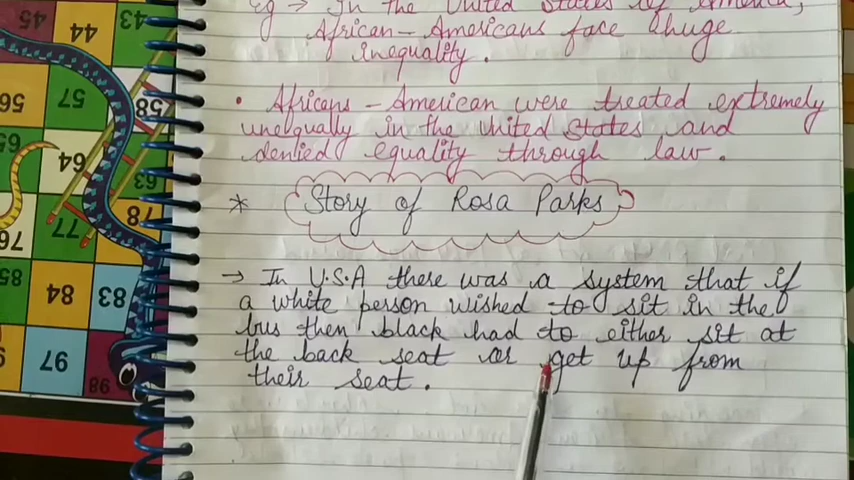 Eg → In the United States of America,
African-Americans face a huge
inequality.
• Africans-American were treated extremely
unequally in the United States and
denied equality through law.
* Story of Rosa Parks
→ In U.S.A there was a system that if
a white person wished to sit in the
bus then black had to either sit at
the back seat or get up from
their seat.
45 44 43
56 57 58
65 64 63
76 77 78
85 84 83
97 98